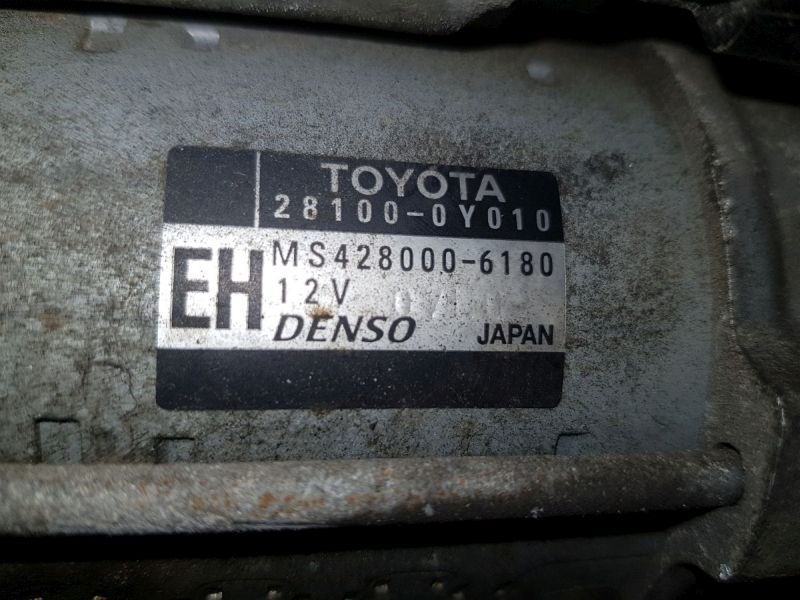 TOYOTA
28100-0Y010
EH
MS428000-6180
12V
DENSO JAPAN